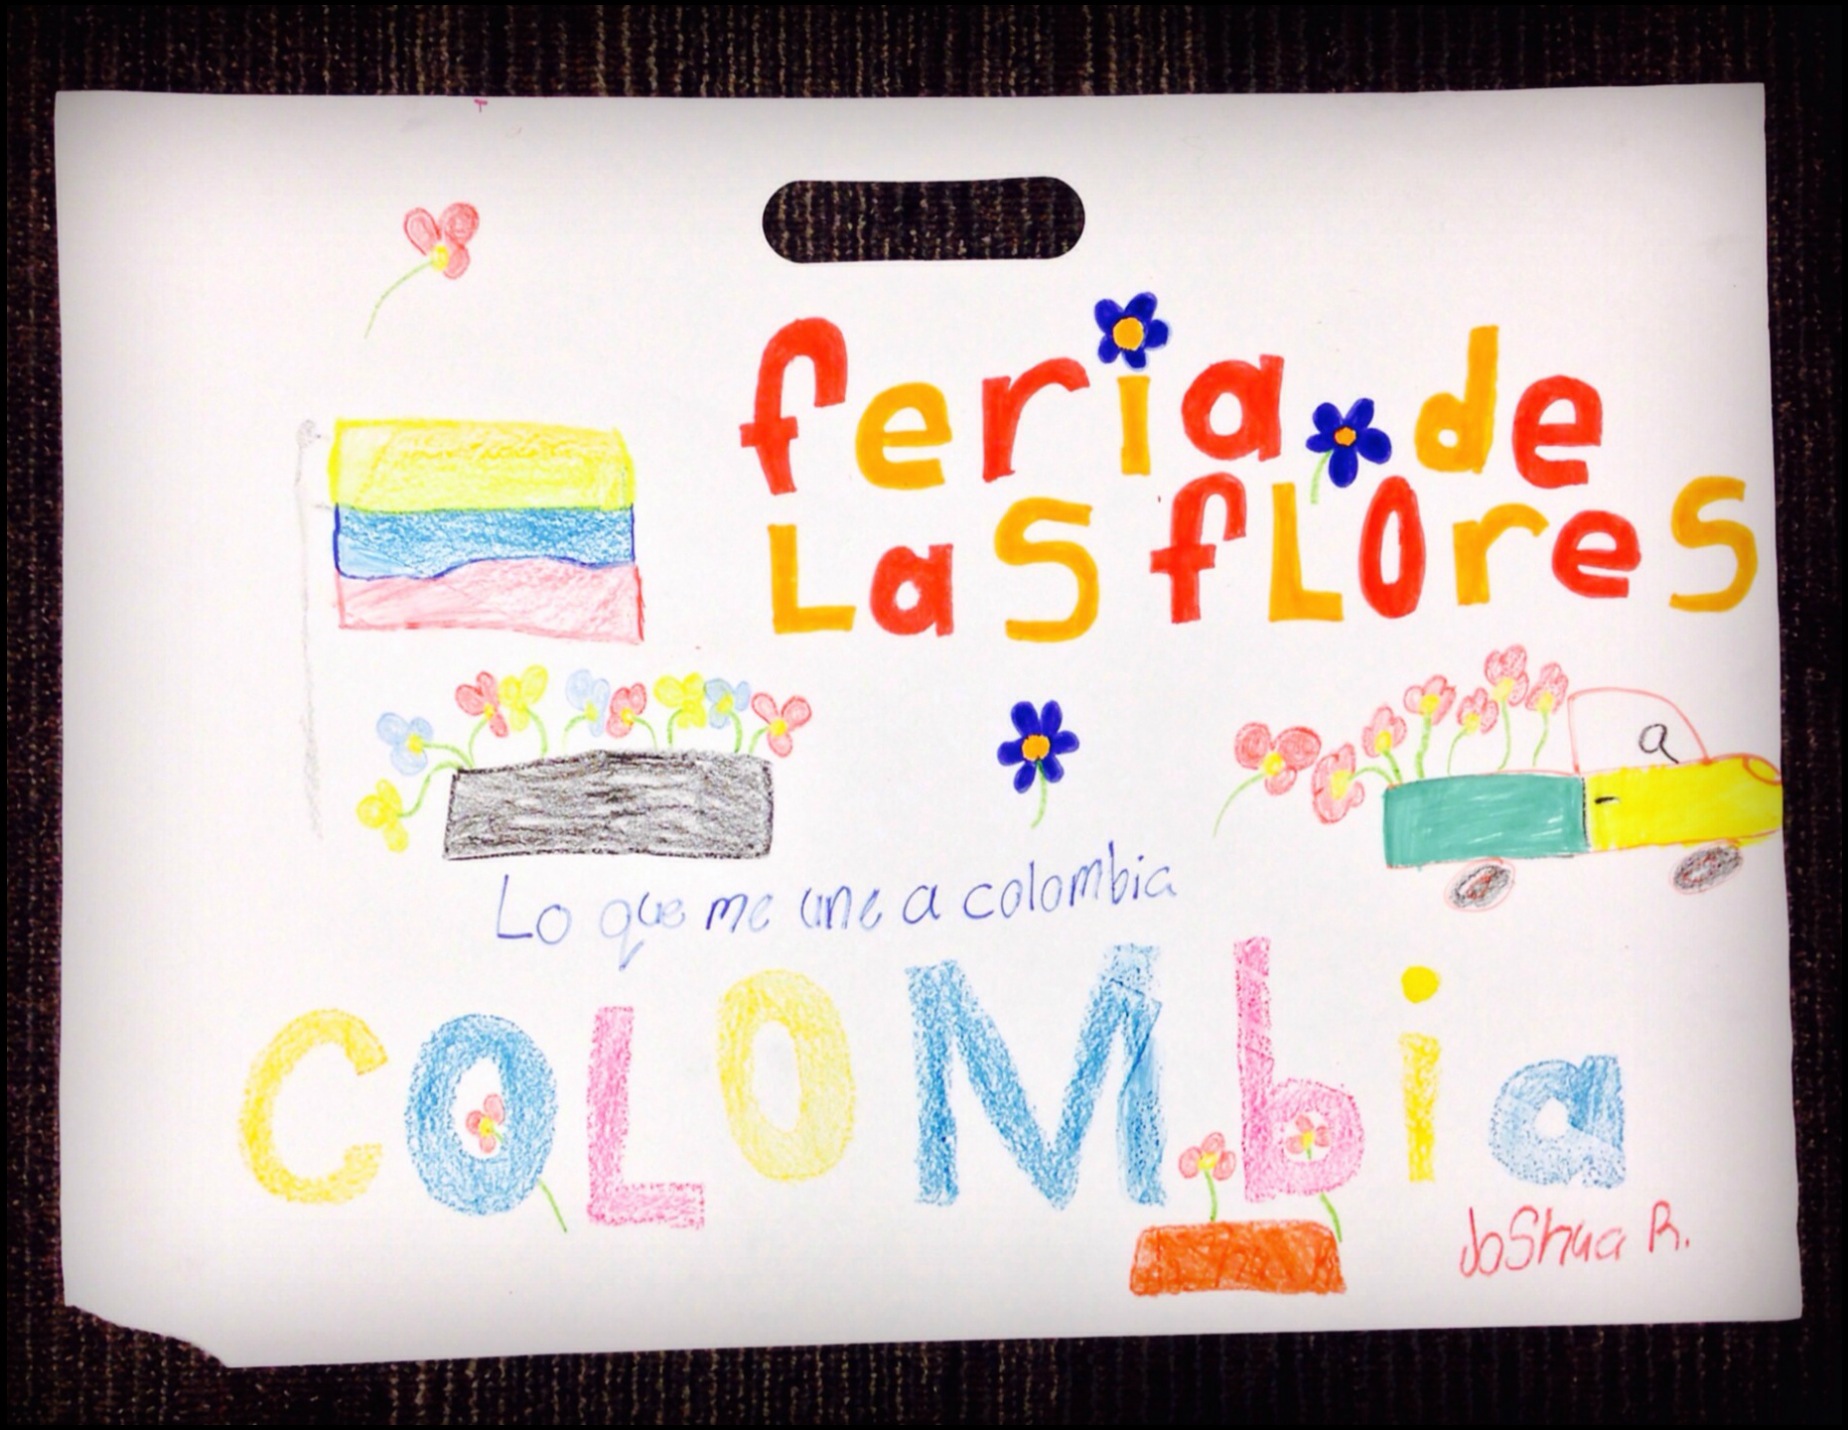 feria de
Las fLOreS
a
Lo que me une a colombia
COLOMbia
JoShua R.